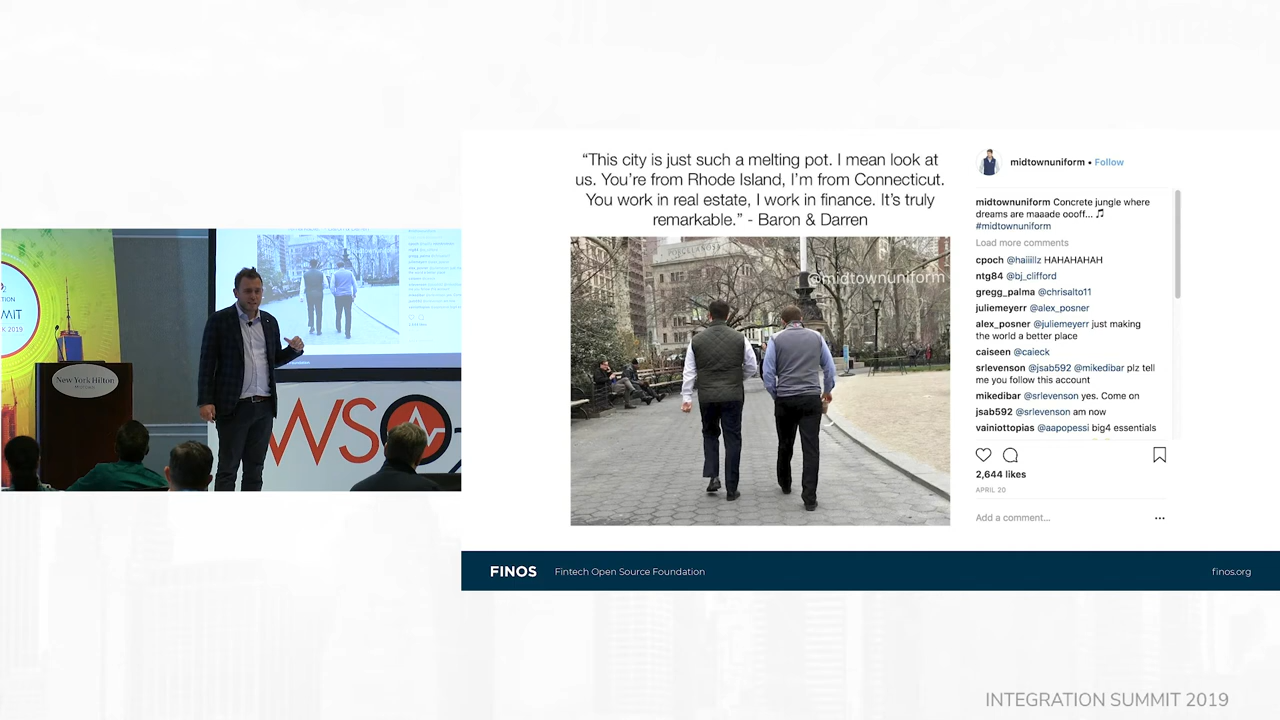 “This city is just such a melting pot. I mean look at
us. You’re from Rhode Island, I’m from Connecticut.
You work in real estate, I work in finance. It’s truly
remarkable.” - Baron & Darren
@midtownuniform
midtownuniform • Follow
midtownuniform Concrete jungle where
dreams are maaade oooff...
#midtownuniform
Load more comments
cpoch @haiiillz HAHAHAHAH
ntg84 @bj_clifford
gregg_palma @chrisalto11
juliemeyerr @alex_posner
alex_posner @juliemeyerr just making
the world a better place
caiseen @caieck
srlevenson @jsab592 @mikedibar plz tell
me you follow this account
mikedibar @srlevenson yes. Come on
jsab592 @srlevenson am now
vainiottopias @aapopessi big4 essentials
2,644 likes
APRIL 20
Add a comment...
New York Hilton
WSO2
FINOS Fintech Open Source Foundation finos.org
INTEGRATION SUMMIT 2019